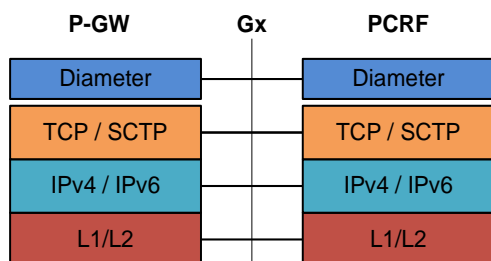 P-GW Gx PCRF
Diameter Diameter
TCP / SCTP TCP / SCTP
IPv4 / IPv6 IPv4 / IPv6
L1/L2 L1/L2